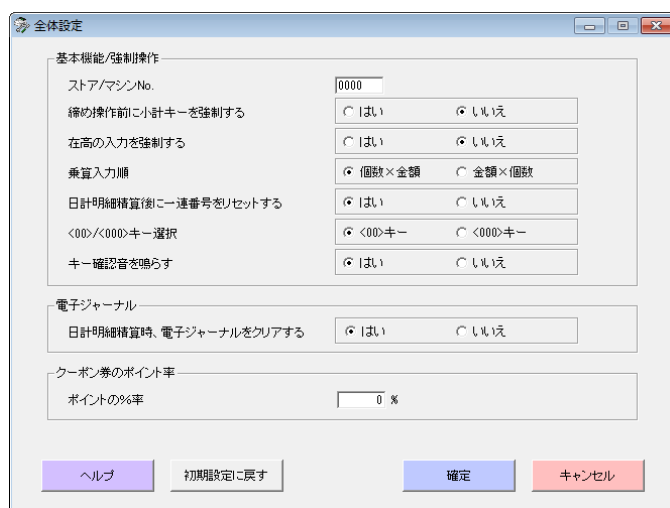 全体設定
基本機能/強制操作
ストア/マシンNo. 0000
締め操作前に小計キーを強制する はい いいえ
在高の入力を強制する はい いいえ
乗算入力順 個数×金額 金額×個数
日計明細精算後に一連番号をリセットする はい いいえ
<00>/<000>キー選択 <00>キー <000>キー
キー確認音を鳴らす はい いいえ
電子ジャーナル
日計明細精算時、電子ジャーナルをクリアする はい いいえ
クーポン券のポイント率
ポイントの%率 0 %
ヘルプ 初期設定に戻す 確定 キャンセル